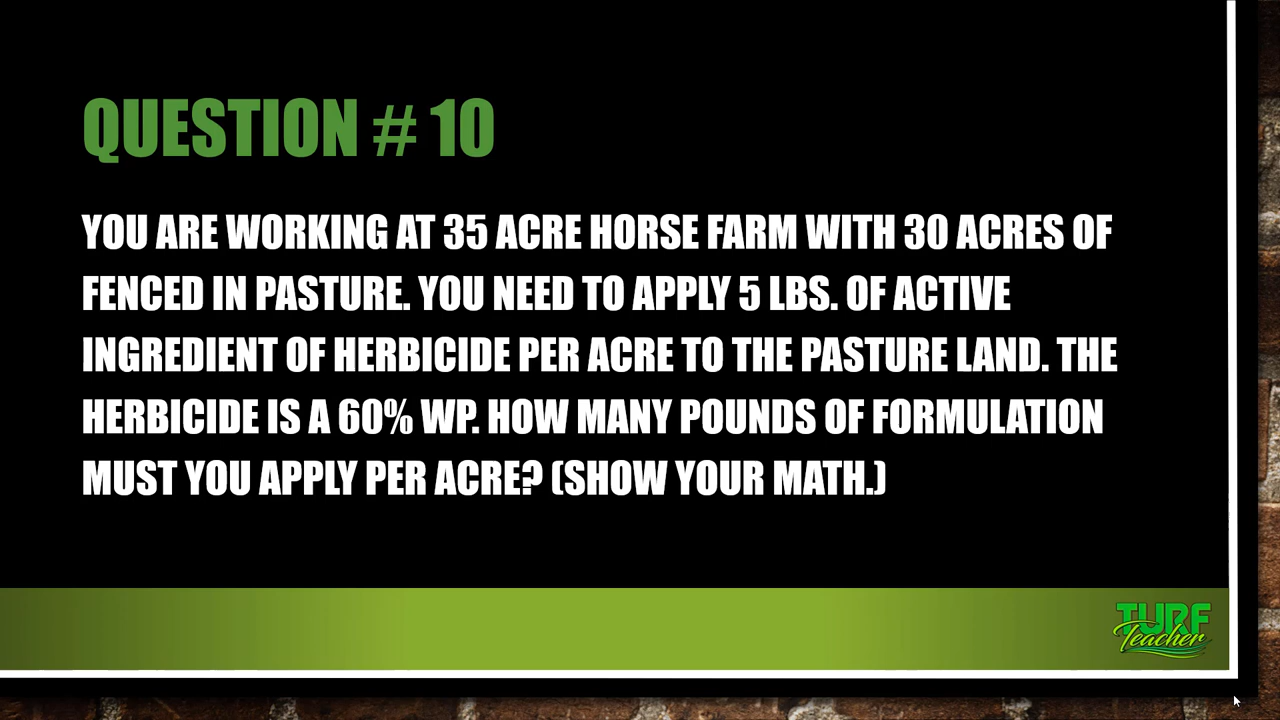 QUESTION # 10
YOU ARE WORKING AT 35 ACRE HORSE FARM WITH 30 ACRES OF
FENCED IN PASTURE. YOU NEED TO APPLY 5 LBS. OF ACTIVE
INGREDIENT OF HERBICIDE PER ACRE TO THE PASTURE LAND. THE
HERBICIDE IS A 60% WP. HOW MANY POUNDS OF FORMULATION
MUST YOU APPLY PER ACRE? (SHOW YOUR MATH.)
TURF
Teacher